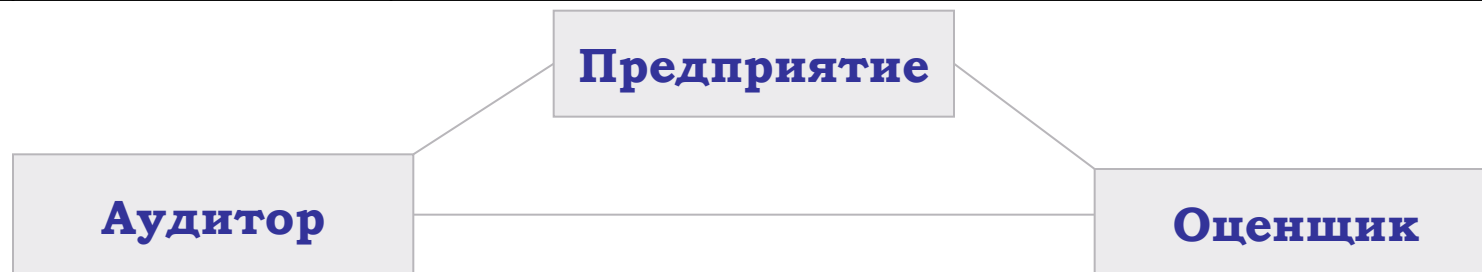 Предприятие
Аудитор
Оценщик